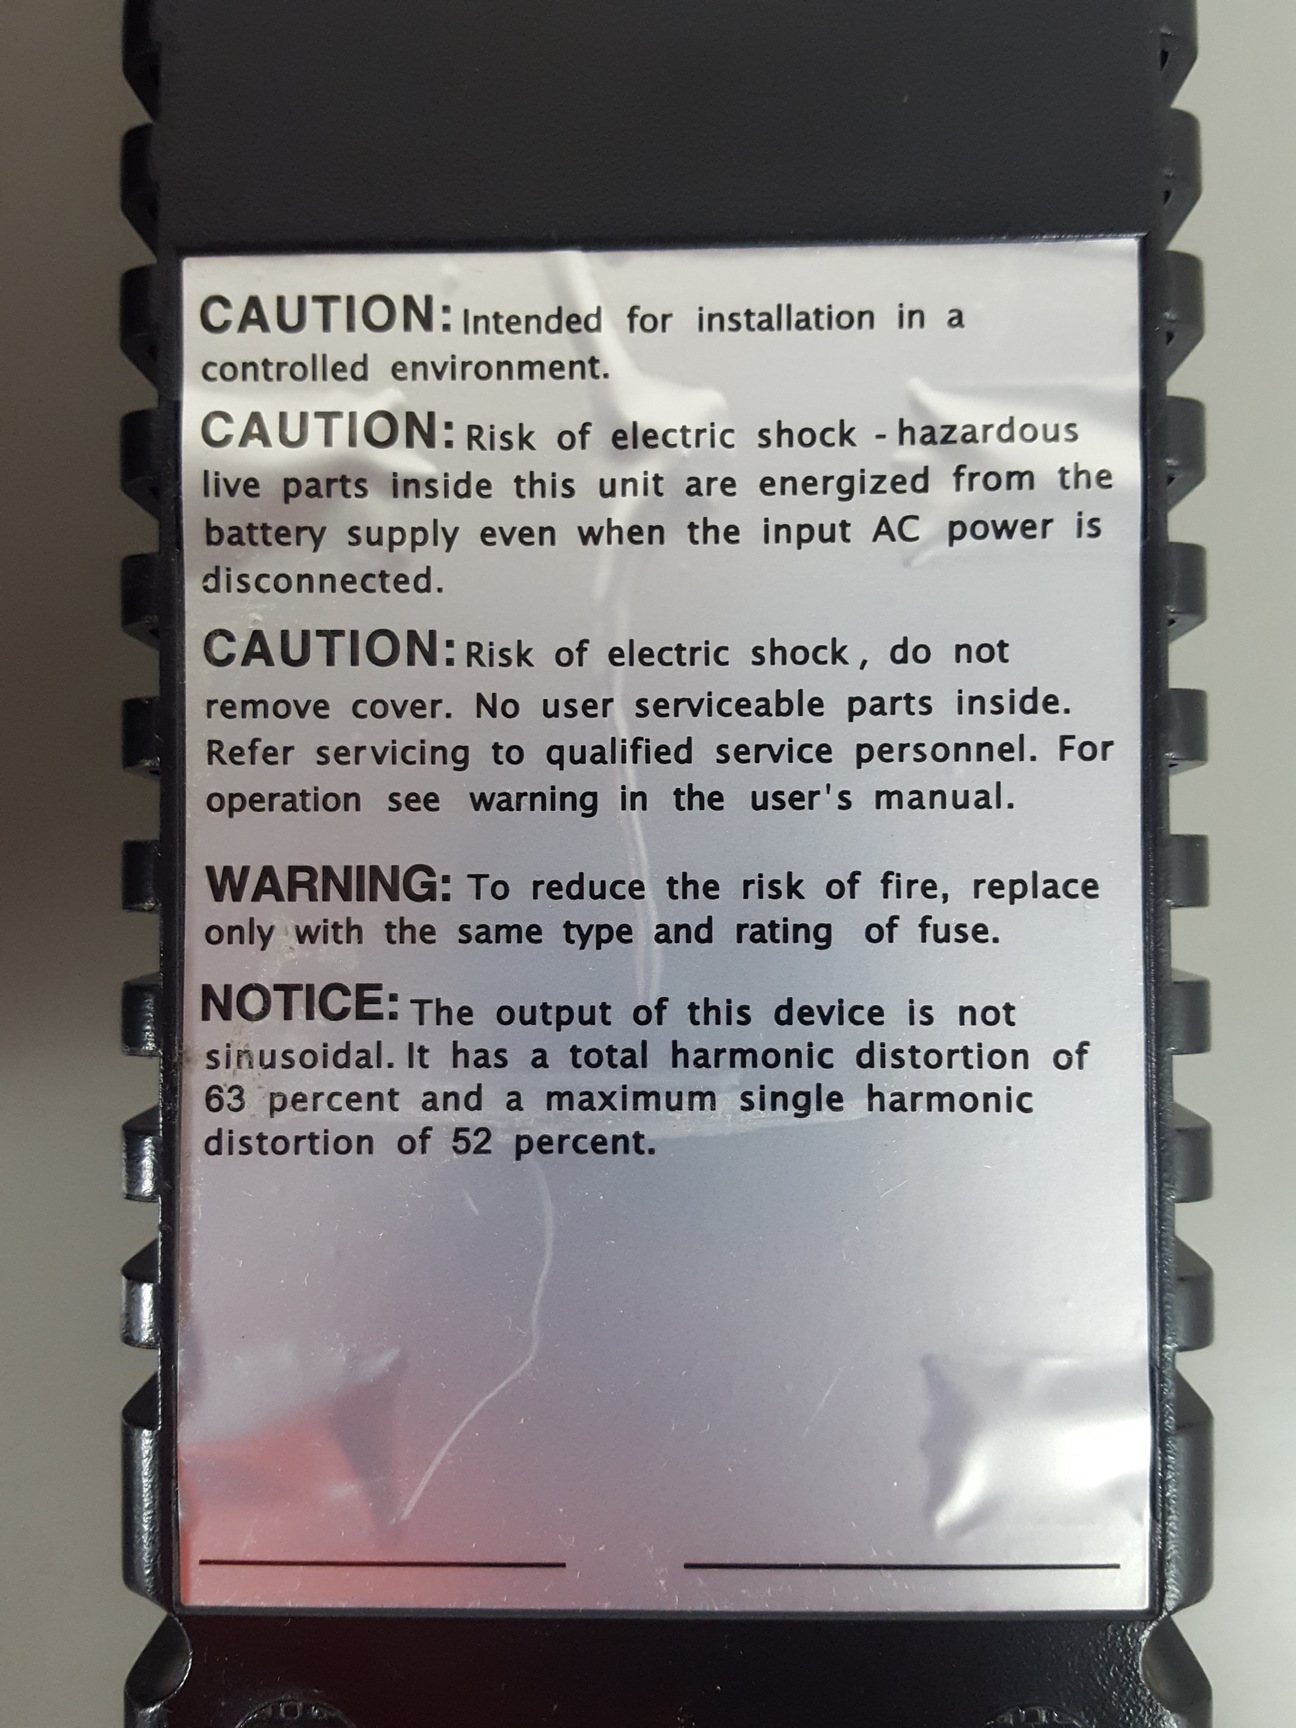 CAUTION: Intended for installation in a
controlled environment.
CAUTION: Risk of electric shock - hazardous
live parts inside this unit are energized from the
battery supply even when the input AC power is
disconnected.
CAUTION: Risk of electric shock, do not
remove cover. No user serviceable parts inside.
Refer servicing to qualified service personnel. For
operation see warning in the user's manual.
WARNING: To reduce the risk of fire, replace
only with the same type and rating of fuse.
NOTICE: The output of this device is not
sinusoidal. It has a total harmonic distortion of
63 percent and a maximum single harmonic
distortion of 52 percent.